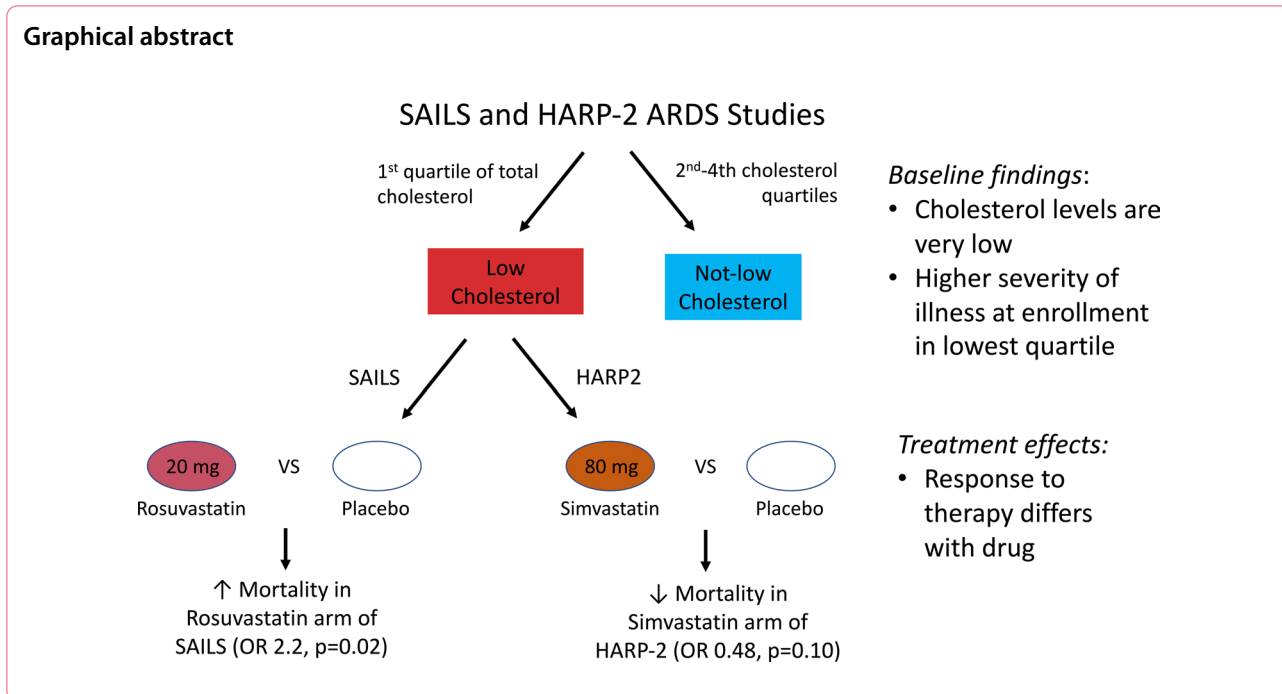 Graphical abstract
SAILS and HARP-2 ARDS Studies
1st quartile of total
cholesterol
2nd-4th cholesterol
quartiles
Low
Cholesterol
Not-low
Cholesterol
SAILS
HARP2
20 mg
VS
Rosuvastatin
Placebo
80 mg
VS
Simvastatin
Placebo
↑ Mortality in
Rosuvastatin arm of
SAILS (OR 2.2, p=0.02)
↓ Mortality in
Simvastatin arm of
HARP-2 (OR 0.48, p=0.10)
Baseline findings:
• Cholesterol levels are
very low
• Higher severity of
illness at enrollment
in lowest quartile
Treatment effects:
• Response to
therapy differs
with drug